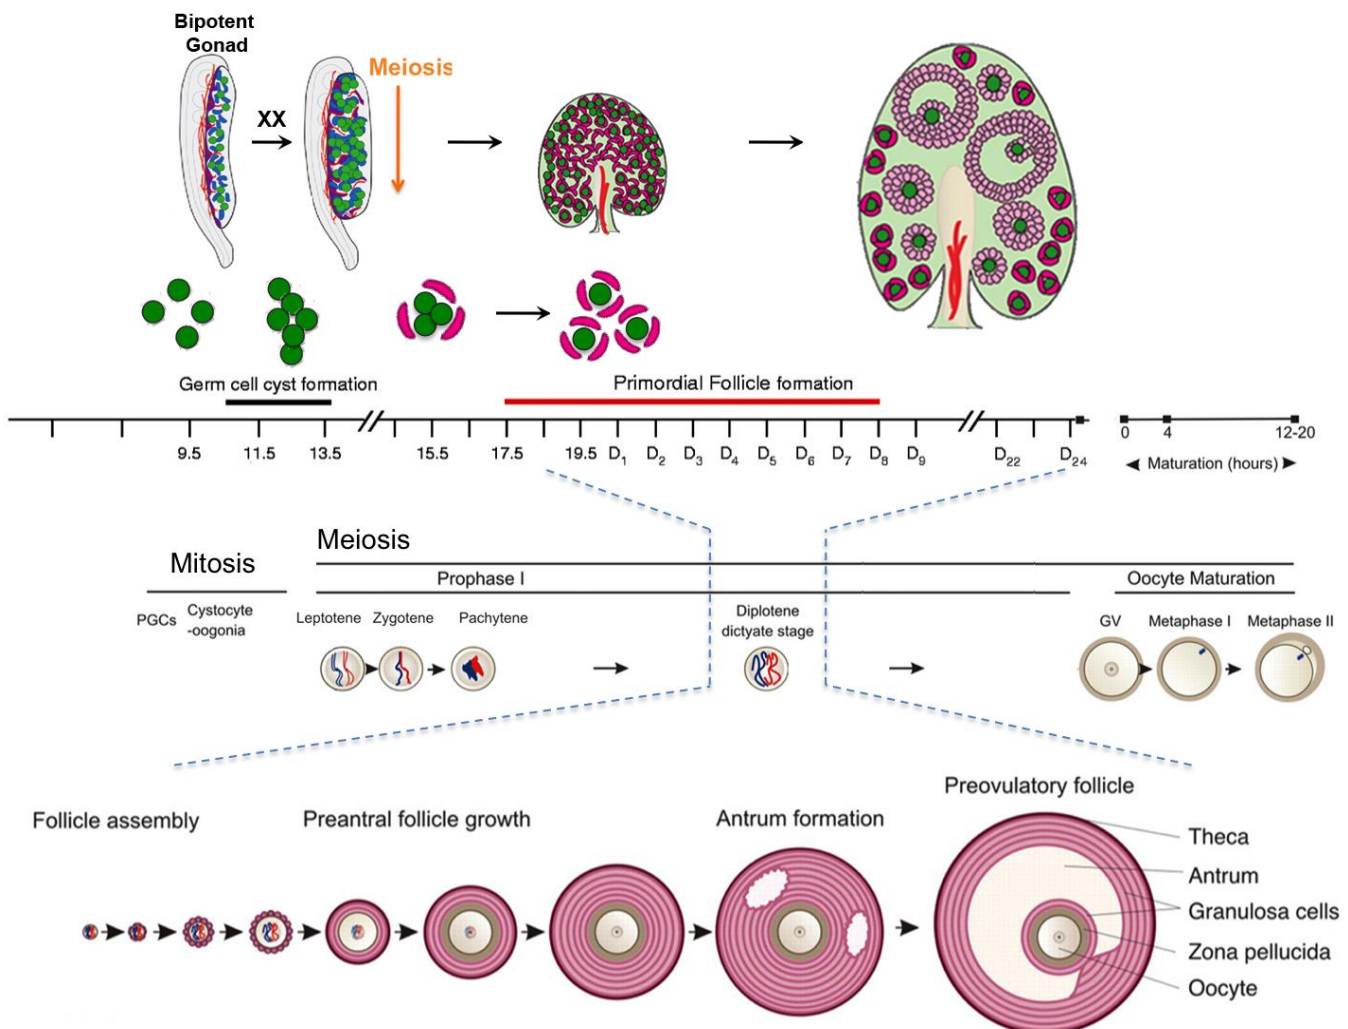 Bipotent
Gonad
Meiosis
XX
Germ cell cyst formation
Primordial Follicle formation
9.5 11.5 13.5 15.5 17.5 19.5 D1 D2 D3 D4 D5 D6 D7 D8 D9 D22 D24
0 4 12-20
Maturation (hours)
Meiosis
Mitosis
Prophase I
Oocyte Maturation
PGCs
Cystocyte
-oogonia
Leptotene Zygotene Pachytene
Diplotene
dictyate stage
GV Metaphase I Metaphase II
Preovulatory follicle
Follicle assembly
Preantral follicle growth
Antrum formation
Theca
Antrum
Granulosa cells
Zona pellucida
Oocyte